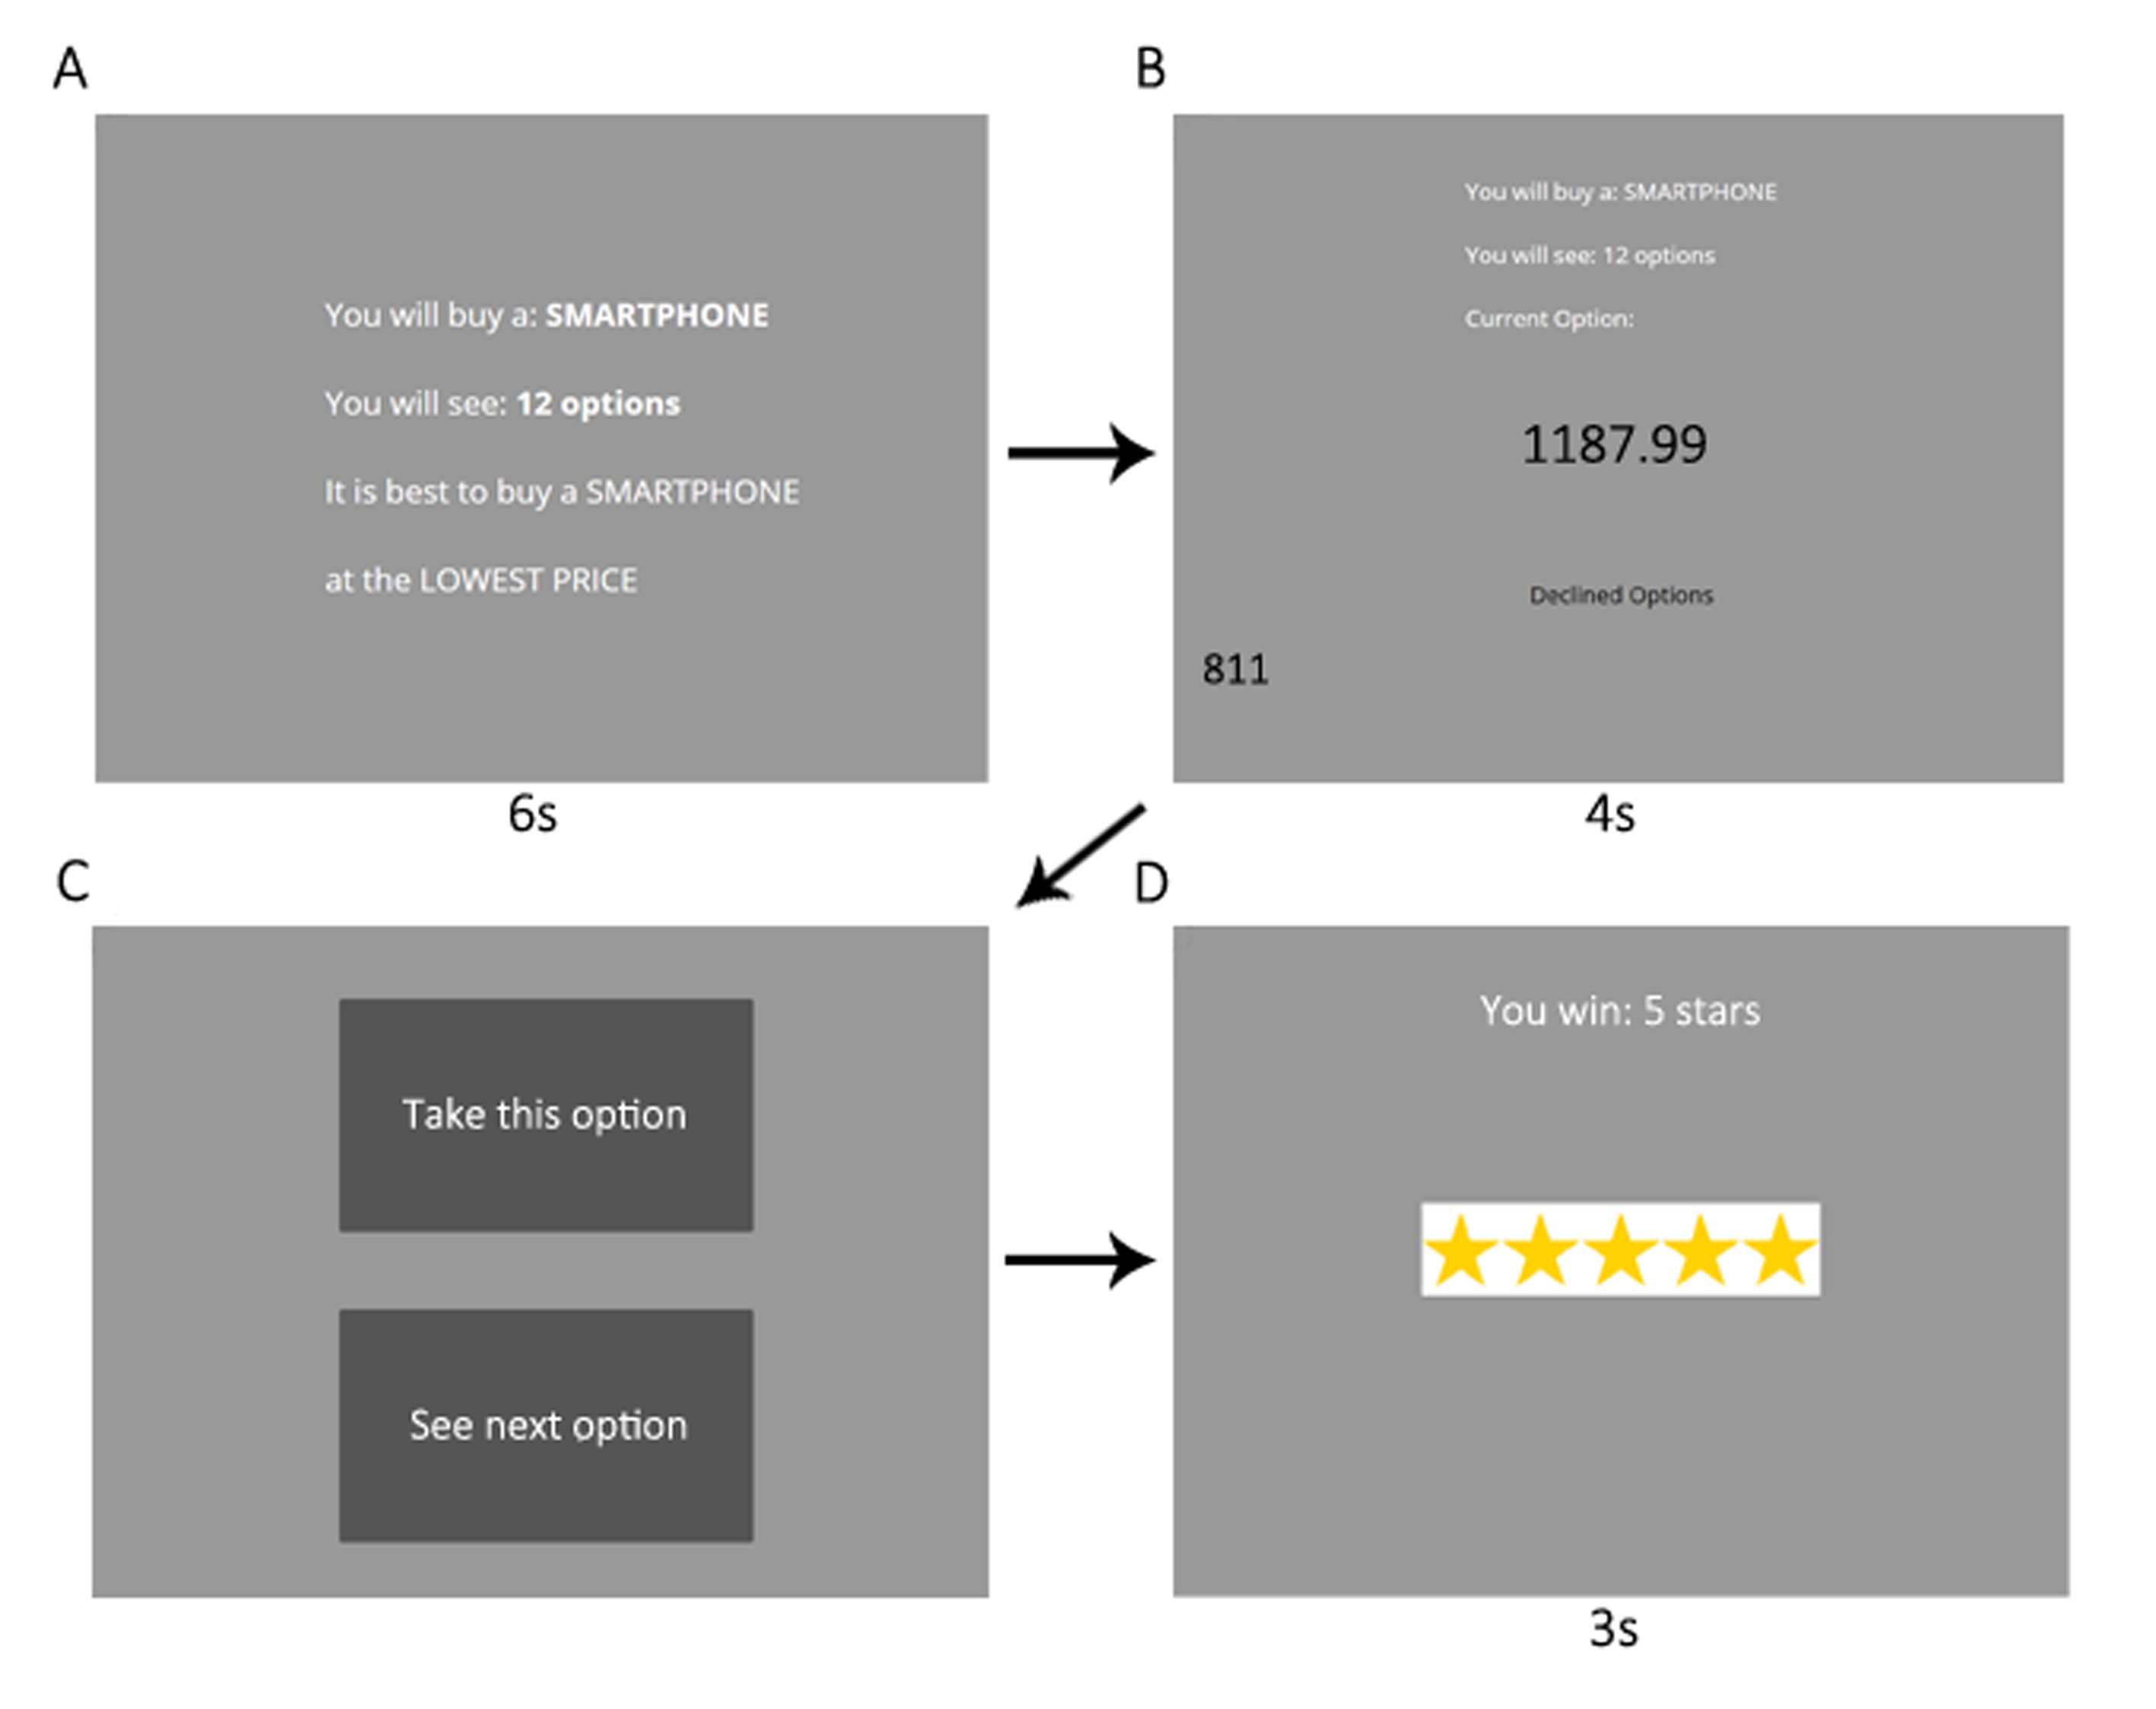 A
You will buy a: SMARTPHONE
You will see: 12 options
It is best to buy a SMARTPHONE
at the LOWEST PRICE
6s
B
You will buy a: SMARTPHONE
You will see: 12 options
Current Option:
1187.99
Declined Options
811
4s
C
Take this option
See next option
D
You win: 5 stars
3s